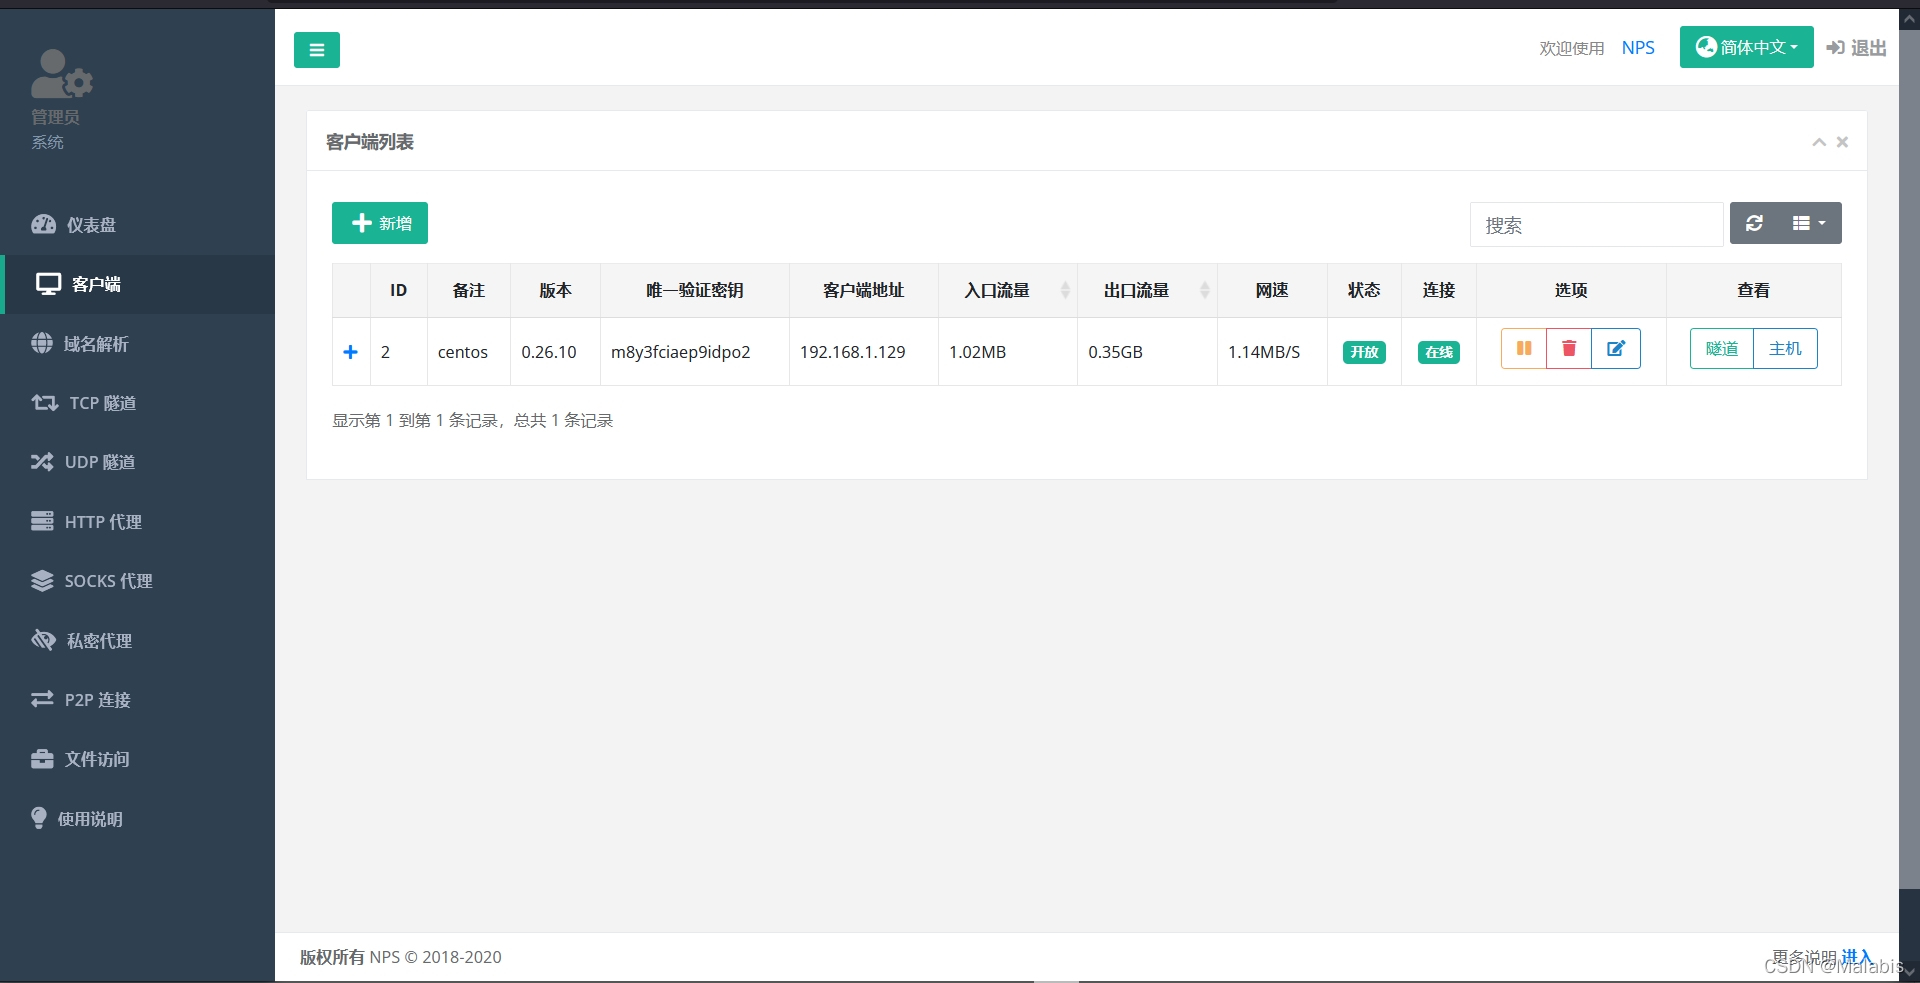 欢迎使用 NPS 简体中文 退出
管理员
系统
仪表盘
客户端
域名解析
TCP 隧道
UDP 隧道
HTTP 代理
SOCKS 代理
私密代理
P2P 连接
文件访问
使用说明
客户端列表
新增
搜索
ID 备注 版本 唯一验证密钥 客户端地址 入口流量 出口流量 网速 状态 连接 选项 查看
2 centos 0.26.10 m8y3fciaep9idpo2 192.168.1.129 1.02MB 0.35GB 1.14MB/S 开放 在线 隧道 主机
显示第 1 到第 1 条记录，总共 1 条记录
版权所有 NPS © 2018-2020
更多说明 进入
CSDN @Malabis